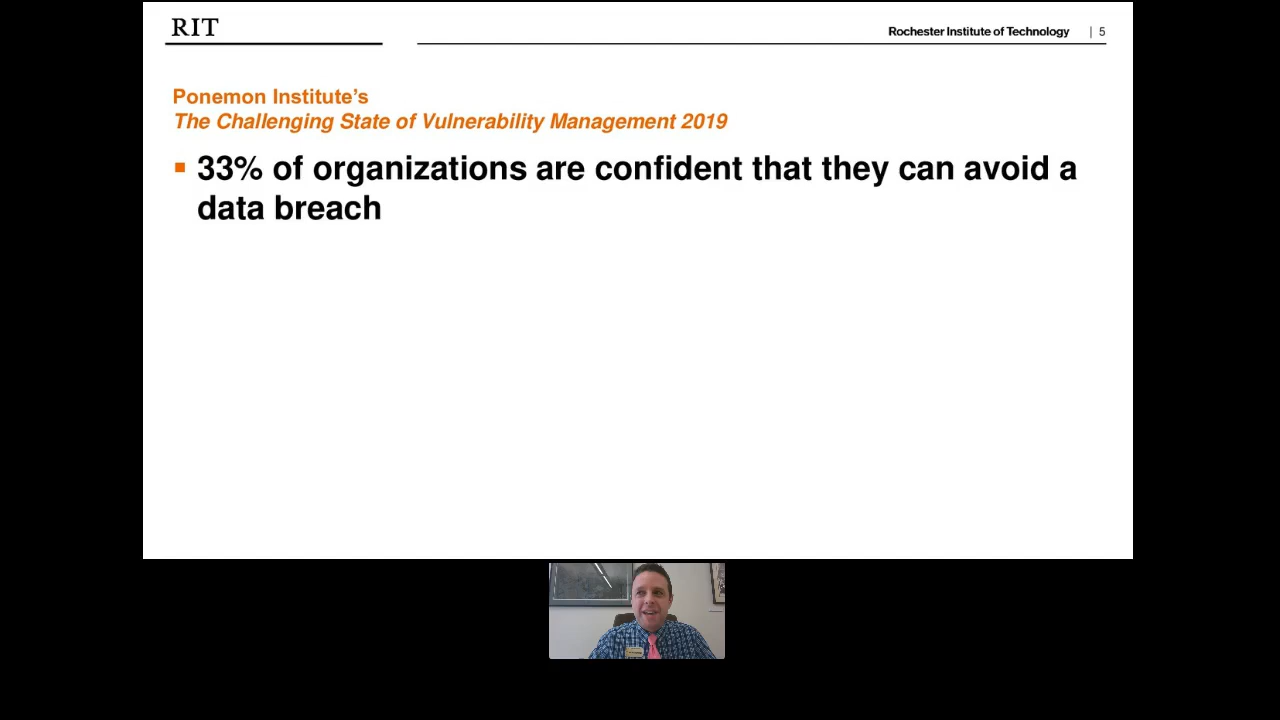 RIT
Rochester Institute of Technology | 5
Ponemon Institute’s
The Challenging State of Vulnerability Management 2019
▪ 33% of organizations are confident that they can avoid a
data breach